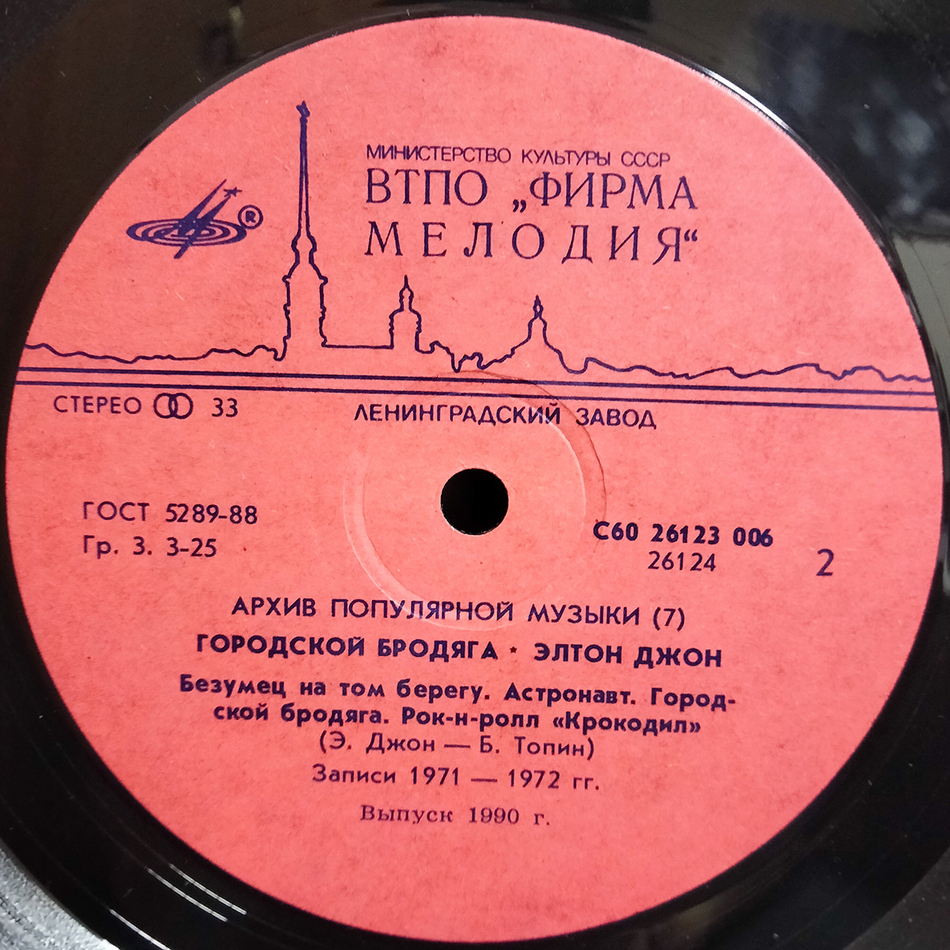 МИНИСТЕРСТВО КУЛЬТУРЫ СССР
ВТПО „ФИРМА
МЕЛОДИЯ“
®
СТЕРЕО 33
ЛЕНИНГРАДСКИЙ ЗАВОД
ГОСТ 5289-88
Гр. 3. 3-25
С60 26123 006
26124
2
АРХИВ ПОПУЛЯРНОЙ МУЗЫКИ (7)
ГОРОДСКОЙ БРОДЯГА · ЭЛТОН ДЖОН
Безумец на том берегу. Астронавт. Город-
ской бродяга. Рок-н-ролл «Крокодил»
(Э. Джон — Б. Топин)
Записи 1971 — 1972 гг.
Выпуск 1990 г.